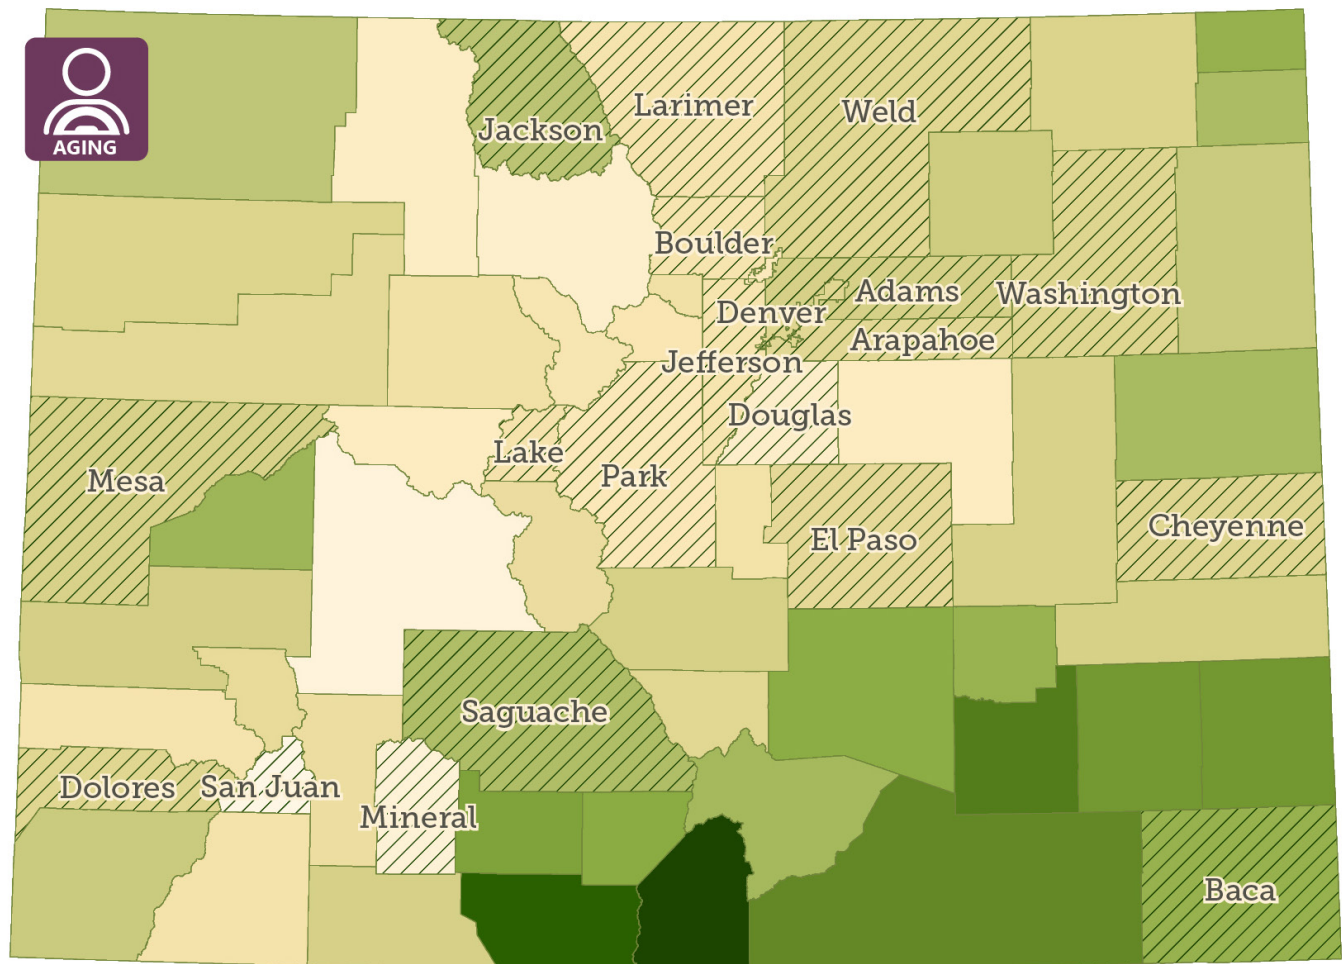 AGING
Jackson
Larimer
Weld
Boulder
Adams
Washington
Denver
Arapahoe
Jefferson
Douglas
Lake
Park
Mesa
El Paso
Cheyenne
Saguache
Dolores
San Juan
Mineral
Baca